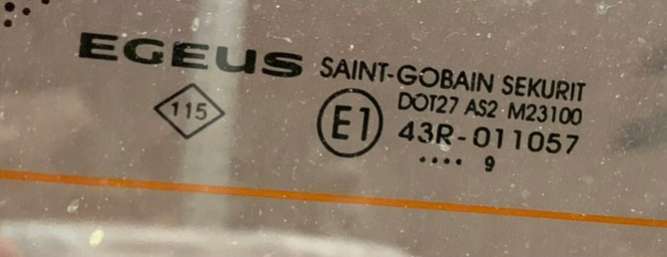 EGEUS SAINT-GOBAIN SEKURIT
DOT27 AS2 M23100
115 E1 43R-011057
.... 9